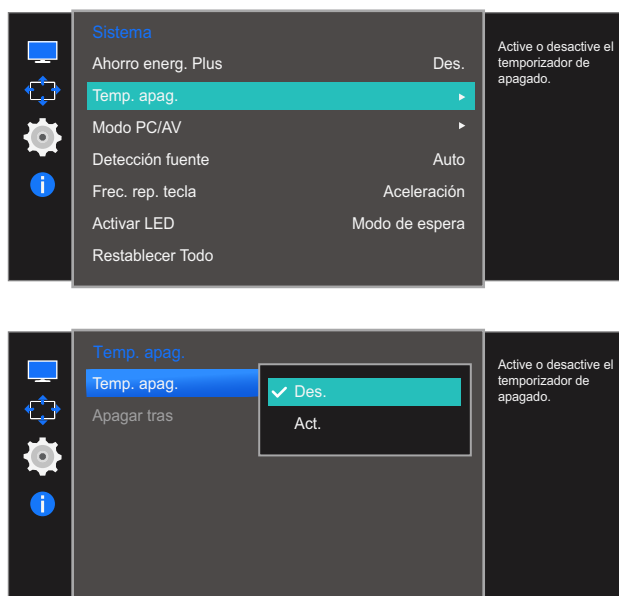 Sistema
Ahorro energ. Plus Des.
Temp. apag.
Modo PC/AV
Detección fuente Auto
Frec. rep. tecla Aceleración
Activar LED Modo de espera
Restablecer Todo
Active o desactive el
temporizador de
apagado.
Temp. apag.
Temp. apag.
Des.
Apagar tras
Act.
Active o desactive el
temporizador de
apagado.